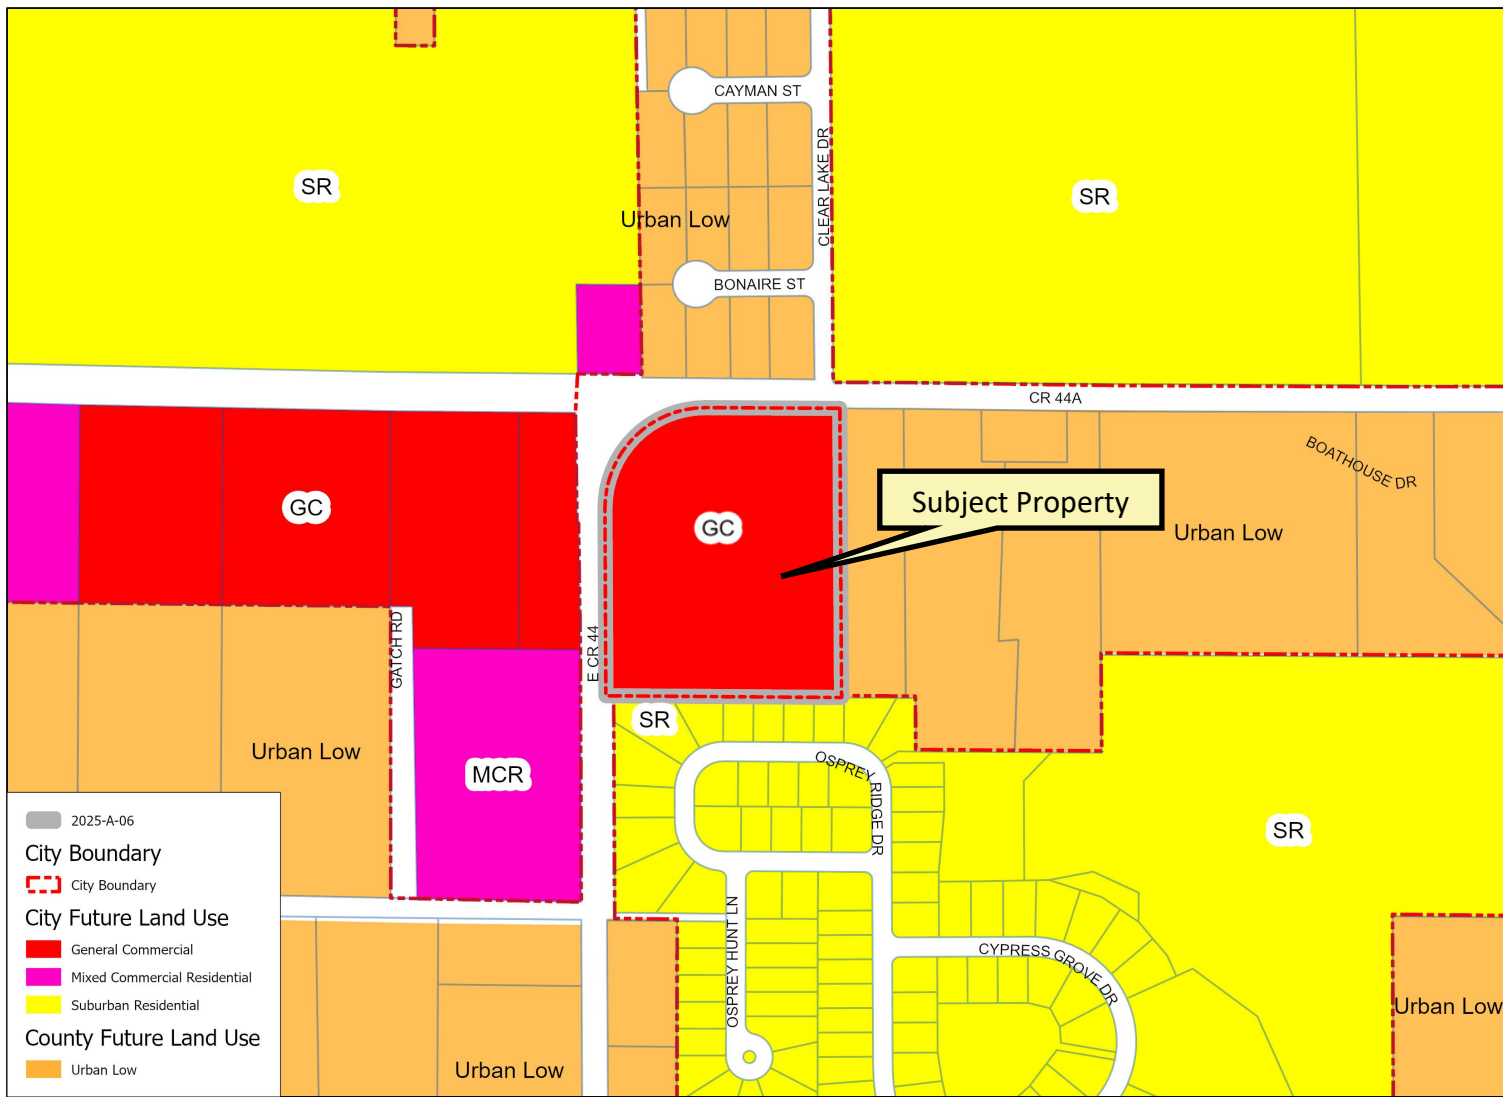 CAYMAN ST
CLEAR LAKE DR
SR
SR
Urban Low
BONAIRE ST
CR 44A
BOATHOUSE DR
GC
GC
Subject Property
Urban Low
GATCH RD
E CR 44
SR
Urban Low
MCR
OSPREY RIDGE DR
SR
OSPREY HUNT LN
CYPRESS GROVE DR
Urban Low
Urban Low
2025-A-06
City Boundary
City Boundary
City Future Land Use
General Commercial
Mixed Commercial Residential
Suburban Residential
County Future Land Use
Urban Low